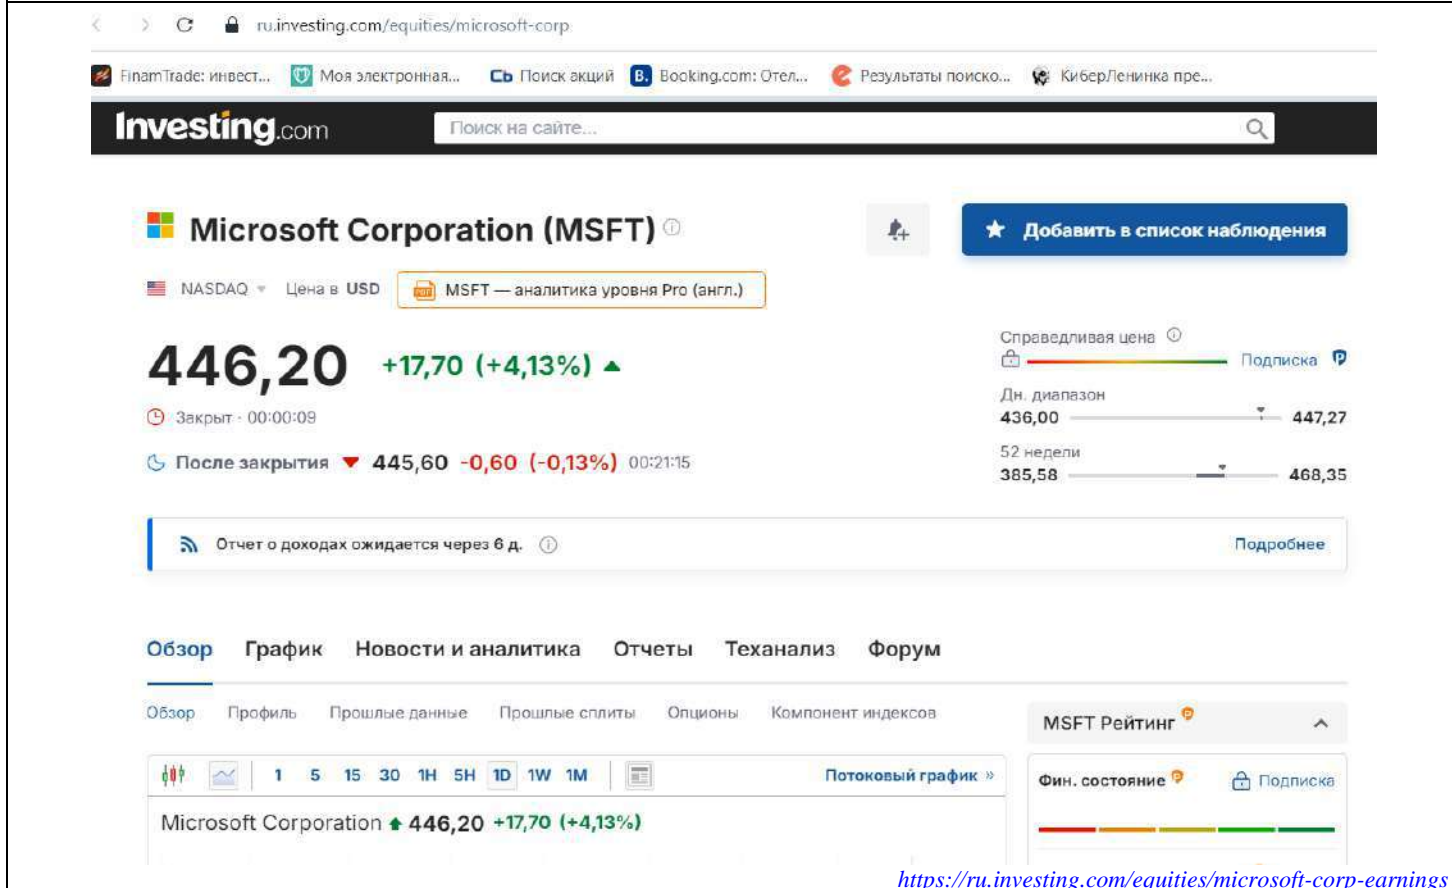 ru.investing.com/equities/microsoft-corp
FinamTrade: инвест... Моя электронная... Cb Поиск акций B. Booking.com: Отел... Результаты поиско... КиберЛенинка пре...
Investing.com Поиск на сайте...
Microsoft Corporation (MSFT)
Добавить в список наблюдения
NASDAQ Цена в USD MSFT — аналитика уровня Pro (англ.)
446,20 +17,70 (+4,13%)
Закрыт · 00:00:09
После закрытия 445,60 -0,60 (-0,13%) 00:21:15
Справедливая цена
Подписка
Дн. диапазон
436,00 447,27
52 недели
385,58 468,35
Отчет о доходах ожидается через 6 д. Подробнее
Обзор График Новости и аналитика Отчеты Теханализ Форум
Обзор Профиль Прошлые данные Прошлые сплиты Опционы Компонент индексов
1 5 15 30 1H 5H 1D 1W 1M Потоковый график »
Microsoft Corporation 446,20 +17,70 (+4,13%)
MSFT Рейтинг
Фин. состояние Подписка
https://ru.investing.com/equities/microsoft-corp-earnings